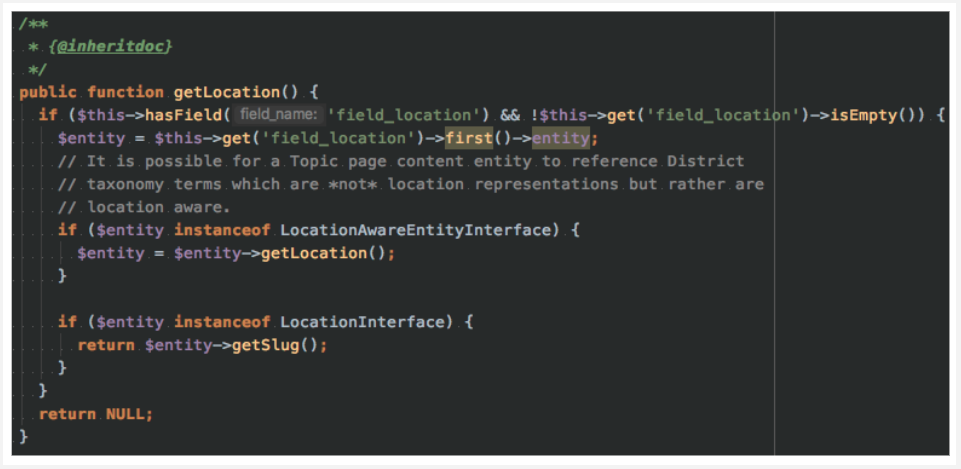 /**
 * {@inheritdoc}
 */
public function getLocation() {
  if ($this->hasField( field_name: 'field_location') && !$this->get('field_location')->isEmpty()) {
    $entity = $this->get('field_location')->first()->entity;
    // It is possible for a Topic page content entity to reference District
    // taxonomy terms which are *not* location representations but rather are
    // location aware.
    if ($entity instanceof LocationAwareEntityInterface) {
      $entity = $entity->getLocation();
    }

    if ($entity instanceof LocationInterface) {
      return $entity->getSlug();
    }
  }
  return NULL;
}